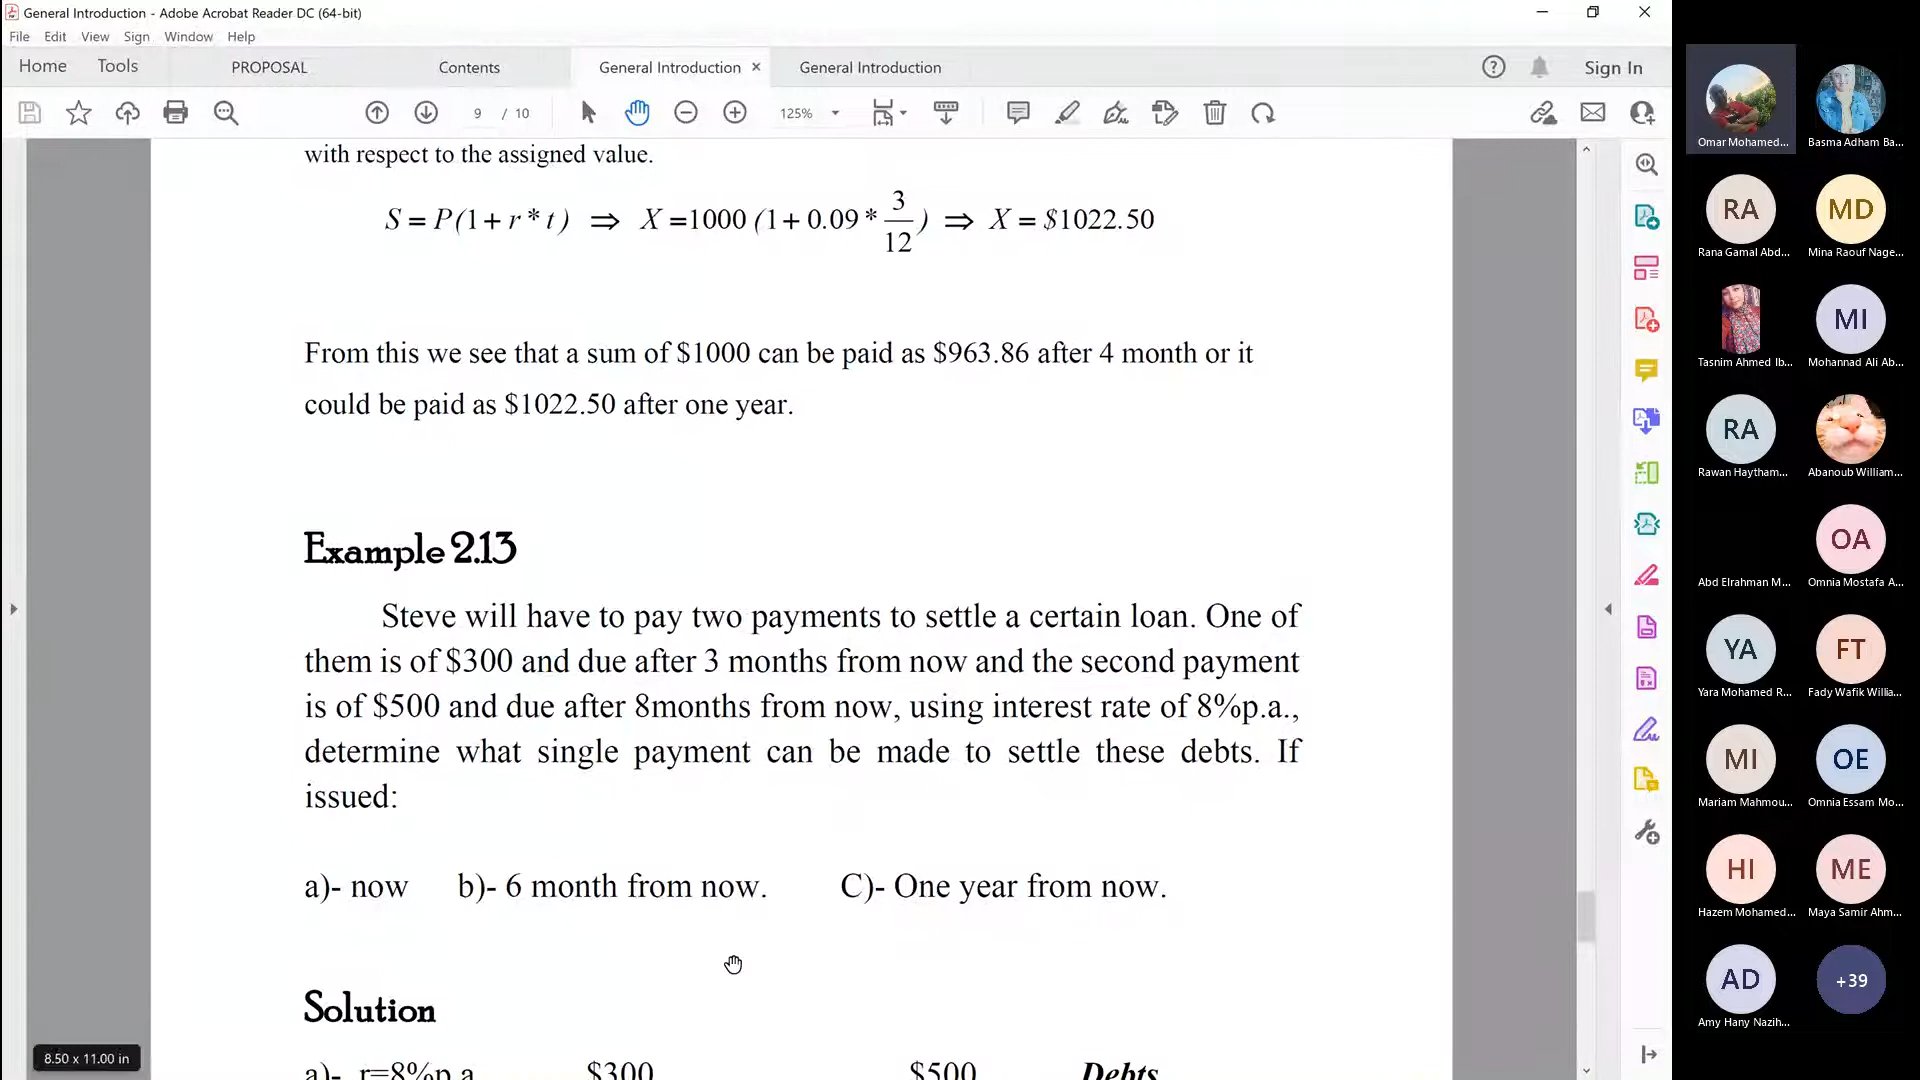 General Introduction - Adobe Acrobat Reader DC (64-bit)
File Edit View Sign Window Help
Home Tools PROPOSAL Contents General Introduction × General Introduction Sign In
9 / 10 125%
with respect to the assigned value.
S = P(1 + r * t) ⇒ X =1000 (1 + 0.09 * 3/12) ⇒ X = $1022.50
From this we see that a sum of $1000 can be paid as $963.86 after 4 month or it
could be paid as $1022.50 after one year.
Example 2.13
Steve will have to pay two payments to settle a certain loan. One of
them is of $300 and due after 3 months from now and the second payment
is of $500 and due after 8months from now, using interest rate of 8%p.a.,
determine what single payment can be made to settle these debts. If
issued:
a)- now b)- 6 month from now. C)- One year from now.
Solution
a)- r=8%p.a $300 $500 Debts
8.50 x 11.00 in
Omar Mohamed... Basma Adham Ba...
RA MD
Rana Gamal Abd... Mina Raouf Nage...
MI
Tasnim Ahmed Ib... Mohannad Ali Ab...
RA
Rawan Haytham... Abanoub William...
OA
Abd Elrahman M... Omnia Mostafa A...
YA FT
Yara Mohamed R... Fady Wafik Willia...
MI OE
Mariam Mahmou... Omnia Essam Mo...
HI ME
Hazem Mohamed... Maya Samir Ahm...
AD +39
Amy Hany Nazih...